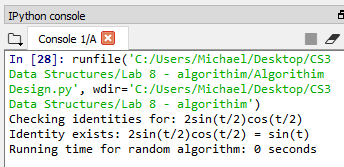 IPython console
Console 1/A
In [28]: runfile('C:/Users/Michael/Desktop/CS3
Data Structures/Lab 8 - algorithim/Algorithim
Design.py', wdir='C:/Users/Michael/Desktop/CS3
Data Structures/Lab 8 - algorithim')
Checking identities for: 2sin(t/2)cos(t/2)
Identity exists: 2sin(t/2)cos(t/2) = sin(t)
Running time for random algorithm: 0 seconds